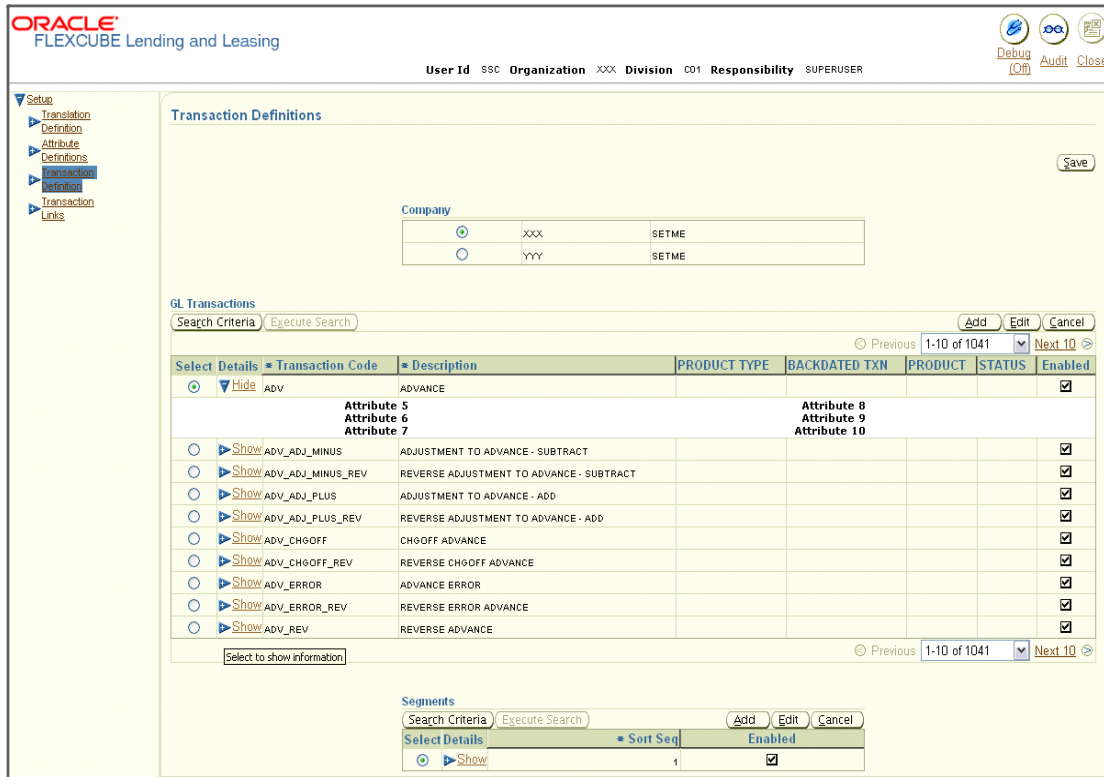 ORACLE'
FLEXCUBE Lending and Leasing
User Id SSC Organization XXX Division C01 Responsibility SUPERUSER
Debug (Off) Audit Close
Setup
Translation
Definition
Attribute
Definitions
Transaction
Definition
Transaction
Links
Transaction Definitions
Save
Company
XXX SETME
YYY SETME
GL Transactions
Search Criteria Execute Search Add Edit Cancel
Previous 1-10 of 1041 Next 10
Select Details * Transaction Code * Description PRODUCT TYPE BACKDATED TXN PRODUCT STATUS Enabled
Hide ADV ADVANCE
Attribute 5 Attribute 8
Attribute 6 Attribute 9
Attribute 7 Attribute 10
Show ADV_ADJ_MINUS ADJUSTMENT TO ADVANCE - SUBTRACT
Show ADV_ADJ_MINUS_REV REVERSE ADJUSTMENT TO ADVANCE - SUBTRACT
Show ADV_ADJ_PLUS ADJUSTMENT TO ADVANCE - ADD
Show ADV_ADJ_PLUS_REV REVERSE ADJUSTMENT TO ADVANCE - ADD
Show ADV_CHGOFF CHGOFF ADVANCE
Show ADV_CHGOFF_REV REVERSE CHGOFF ADVANCE
Show ADV_ERROR ADVANCE ERROR
Show ADV_ERROR_REV REVERSE ERROR ADVANCE
Show ADV_REV REVERSE ADVANCE
Previous 1-10 of 1041 Next 10
Select to show information
Segments
Search Criteria Execute Search Add Edit Cancel
Select Details * Sort Seq Enabled
Show 1